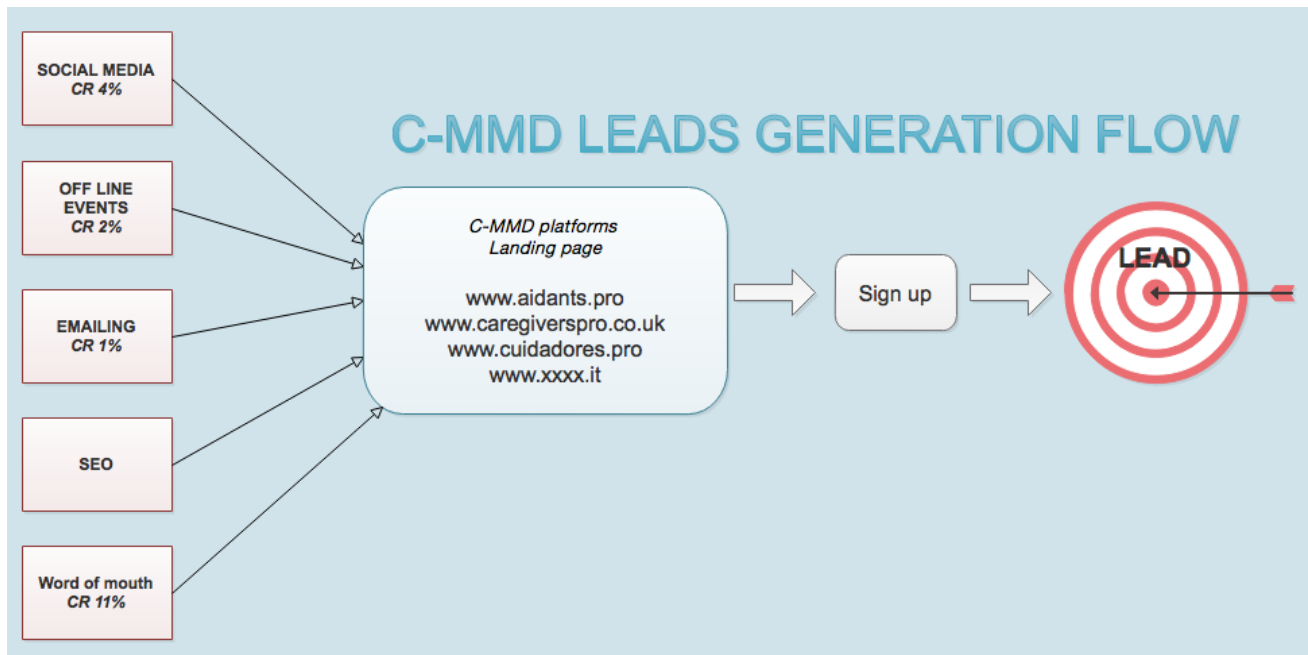 SOCIAL MEDIA
CR 4%
C-MMD LEADS GENERATION FLOW
OFF LINE
EVENTS
CR 2%
C-MMD platforms
Landing page
www.aidants.pro
www.caregiverspro.co.uk
www.cuidadores.pro
www.xxxx.it
Sign up
LEAD
EMAILING
CR 1%
SEO
Word of mouth
CR 11%